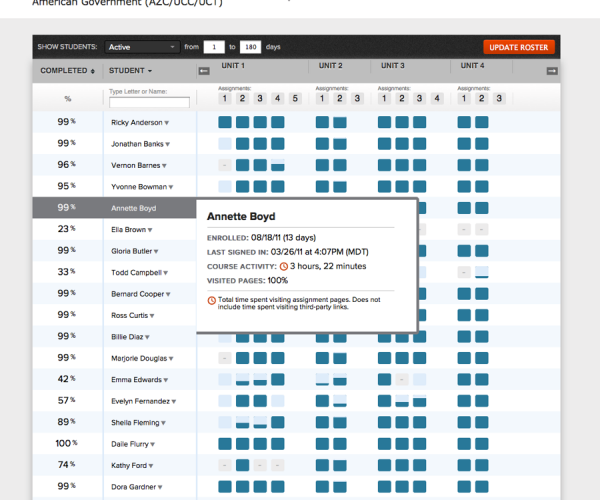 American Government (AZC/UCC/UCT)
SHOW STUDENTS: Active from 1 to 180 days UPDATE ROSTER
COMPLETED STUDENT UNIT 1 UNIT 2 UNIT 3 UNIT 4
% Type Letter or Name: Assignments: 1 2 3 4 5 Assignments: 1 2 3 Assignments: 1 2 3 4 Assignments: 1 2 3
99% Ricky Anderson
99% Jonathan Banks
96% Vernon Barnes -
95% Yvonne Bowman
99% Annette Boyd
23% Ella Brown - -
99% Gloria Butler
33% Todd Campbell -
99% Bernard Cooper
99% Ross Curtis
99% Billie Diaz
99% Marjorie Douglas -
42% Emma Edwards -
57% Evelyn Fernandez
89% Sheila Fleming
100% Daile Flurry
74% Kathy Ford - - -
99% Dora Gardner
Annette Boyd
ENROLLED: 08/18/11 (13 days)
LAST SIGNED IN: 03/26/11 at 4:07PM (MDT)
COURSE ACTIVITY: 3 hours, 22 minutes
VISITED PAGES: 100%
Total time spent visiting assignment pages. Does not
include time spent visiting third-party links.